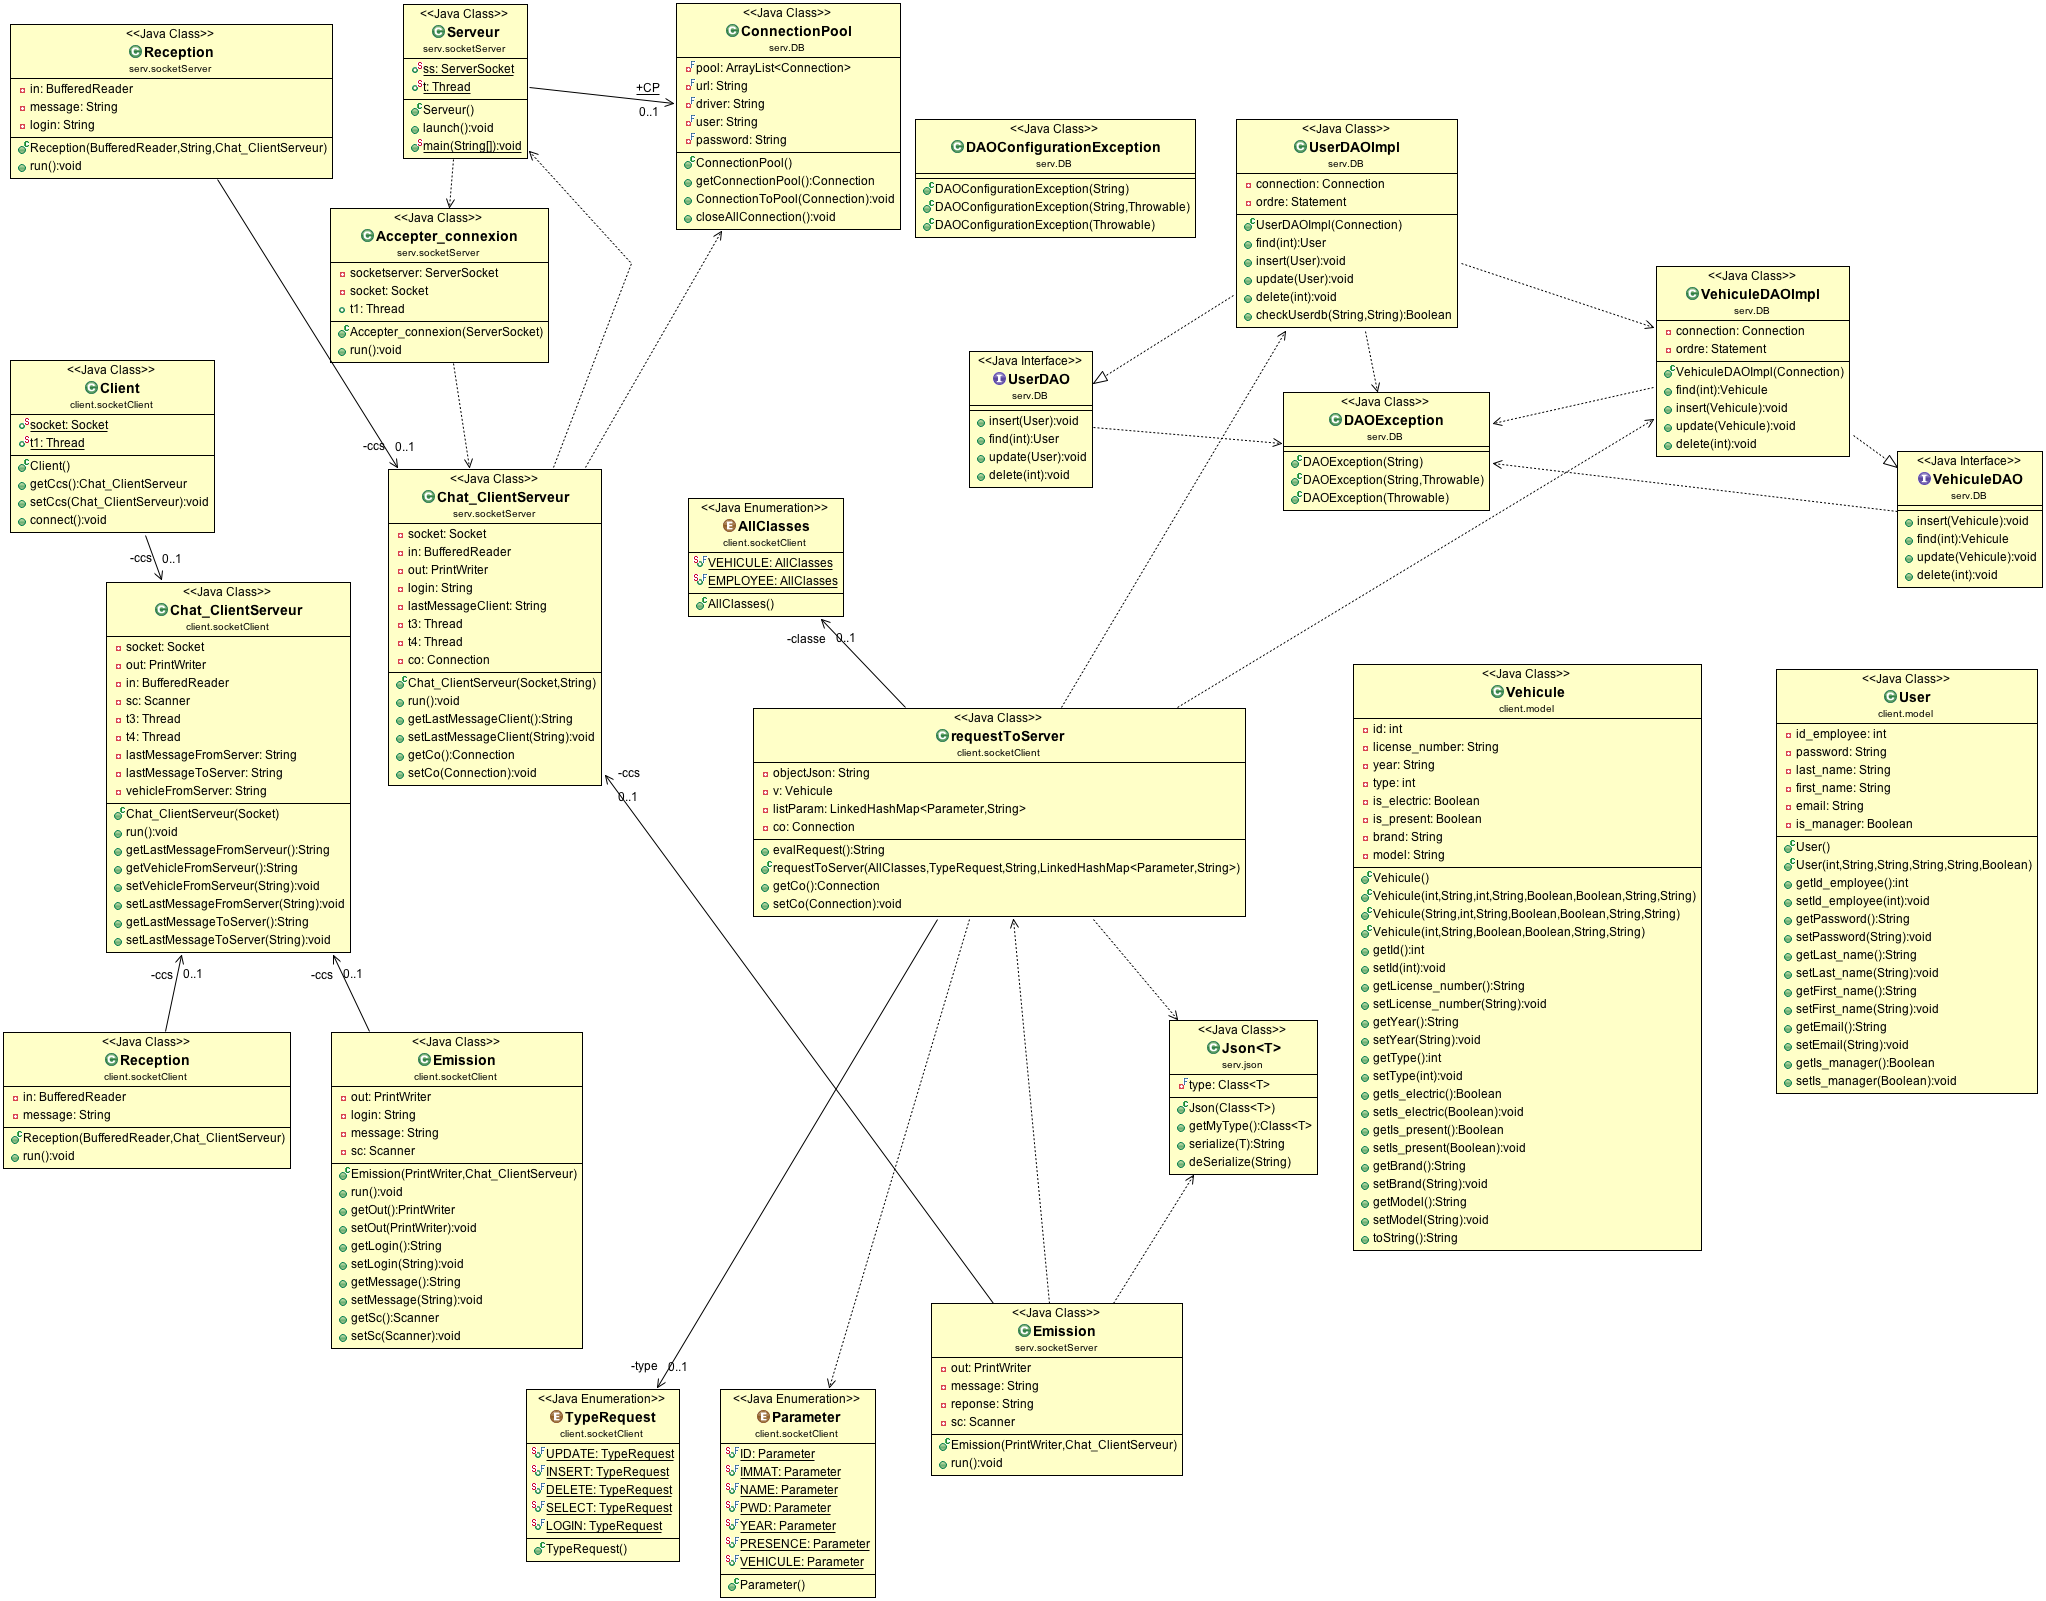 <<Java Class>>
Reception
serv.socketServer
in: BufferedReader
message: String
login: String
Reception(BufferedReader,String,Chat_ClientServeur)
run():void
<<Java Class>>
Serveur
serv.socketServer
ss: ServerSocket
t: Thread
Serveur()
launch():void
main(String[]):void
+CP
0..1
<<Java Class>>
ConnectionPool
serv.DB
pool: ArrayList<Connection>
url: String
driver: String
user: String
password: String
ConnectionPool()
getConnectionPool():Connection
ConnectionToPool(Connection):void
closeAllConnection():void
<<Java Class>>
DAOConfigurationException
serv.DB
DAOConfigurationException(String)
DAOConfigurationException(String,Throwable)
DAOConfigurationException(Throwable)
<<Java Class>>
UserDAOImpl
serv.DB
connection: Connection
ordre: Statement
UserDAOImpl(Connection)
find(int):User
insert(User):void
update(User):void
delete(int):void
checkUserdb(String,String):Boolean
<<Java Class>>
Accepter_connexion
serv.socketServer
socketserver: ServerSocket
socket: Socket
t1: Thread
Accepter_connexion(ServerSocket)
run():void
<<Java Class>>
VehiculeDAOImpl
serv.DB
connection: Connection
ordre: Statement
VehiculeDAOImpl(Connection)
find(int):Vehicule
insert(Vehicule):void
update(Vehicule):void
delete(int):void
<<Java Interface>>
UserDAO
serv.DB
insert(User):void
find(int):User
update(User):void
delete(int):void
<<Java Class>>
DAOException
serv.DB
DAOException(String)
DAOException(String,Throwable)
DAOException(Throwable)
<<Java Interface>>
VehiculeDAO
serv.DB
insert(Vehicule):void
find(int):Vehicule
update(Vehicule):void
delete(int):void
<<Java Class>>
Client
client.socketClient
socket: Socket
t1: Thread
Client()
getCcs():Chat_ClientServeur
setCcs(Chat_ClientServeur):void
connect():void
-ccs
0..1
-ccs
0..1
<<Java Class>>
Chat_ClientServeur
serv.socketServer
socket: Socket
in: BufferedReader
out: PrintWriter
login: String
lastMessageClient: String
t3: Thread
t4: Thread
co: Connection
Chat_ClientServeur(Socket,String)
run():void
getLastMessageClient():String
setLastMessageClient(String):void
getCo():Connection
setCo(Connection):void
-ccs
0..1
<<Java Enumeration>>
AllClasses
client.socketClient
VEHICULE: AllClasses
EMPLOYEE: AllClasses
AllClasses()
-classe
0..1
<<Java Class>>
Chat_ClientServeur
client.socketClient
socket: Socket
out: PrintWriter
in: BufferedReader
sc: Scanner
t3: Thread
t4: Thread
lastMessageFromServer: String
lastMessageToServer: String
vehicleFromServer: String
Chat_ClientServeur(Socket)
run():void
getLastMessageFromServeur():String
getVehicleFromServeur():String
setVehicleFromServeur(String):void
setLastMessageFromServeur(String):void
getLastMessageToServer():String
setLastMessageToServer(String):void
-ccs
0..1
-ccs
0..1
<<Java Class>>
requestToServer
client.socketClient
objectJson: String
v: Vehicule
listParam: LinkedHashMap<Parameter,String>
co: Connection
evalRequest():String
requestToServer(AllClasses,TypeRequest,String,LinkedHashMap<Parameter,String>)
getCo():Connection
setCo(Connection):void
<<Java Class>>
Vehicule
client.model
id: int
license_number: String
year: String
type: int
is_electric: Boolean
is_present: Boolean
brand: String
model: String
Vehicule()
Vehicule(int,String,int,String,Boolean,Boolean,String,String)
Vehicule(String,int,String,Boolean,Boolean,String,String)
Vehicule(int,String,Boolean,Boolean,String,String)
getId():int
setId(int):void
getLicense_number():String
setLicense_number(String):void
getYear():String
setYear(String):void
getType():int
setType(int):void
getIs_electric():Boolean
setIs_electric(Boolean):void
getIs_present():Boolean
setIs_present(Boolean):void
getBrand():String
setBrand(String):void
getModel():String
setModel(String):void
toString():String
<<Java Class>>
User
client.model
id_employee: int
password: String
last_name: String
first_name: String
email: String
is_manager: Boolean
User()
User(int,String,String,String,String,Boolean)
getId_employee():int
setId_employee(int):void
getPassword():String
setPassword(String):void
getLast_name():String
setLast_name(String):void
getFirst_name():String
setFirst_name(String):void
getEmail():String
setEmail(String):void
getIs_manager():Boolean
setIs_manager(Boolean):void
<<Java Class>>
Reception
client.socketClient
in: BufferedReader
message: String
Reception(BufferedReader,Chat_ClientServeur)
run():void
<<Java Class>>
Emission
client.socketClient
out: PrintWriter
login: String
message: String
sc: Scanner
Emission(PrintWriter,Chat_ClientServeur)
run():void
getOut():PrintWriter
setOut(PrintWriter):void
getLogin():String
setLogin(String):void
getMessage():String
setMessage(String):void
getSc():Scanner
setSc(Scanner):void
<<Java Class>>
Json<T>
serv.json
type: Class<T>
Json(Class<T>)
getMyType():Class<T>
serialize(T):String
deSerialize(String)
-type
0..1
<<Java Enumeration>>
TypeRequest
client.socketClient
UPDATE: TypeRequest
INSERT: TypeRequest
DELETE: TypeRequest
SELECT: TypeRequest
LOGIN: TypeRequest
TypeRequest()
<<Java Enumeration>>
Parameter
client.socketClient
ID: Parameter
IMMAT: Parameter
NAME: Parameter
PWD: Parameter
YEAR: Parameter
PRESENCE: Parameter
VEHICULE: Parameter
Parameter()
<<Java Class>>
Emission
serv.socketServer
out: PrintWriter
message: String
reponse: String
sc: Scanner
Emission(PrintWriter,Chat_ClientServeur)
run():void